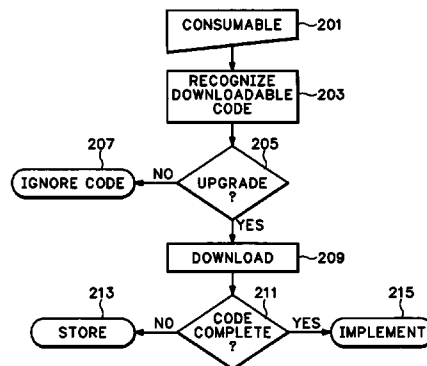 CONSUMABLE 201
RECOGNIZE
DOWNLOADABLE 203
CODE
207 205
IGNORE CODE NO UPGRADE
?
YES
DOWNLOAD 209
213 211 215
STORE NO CODE
COMPLETE YES IMPLEMENT
?